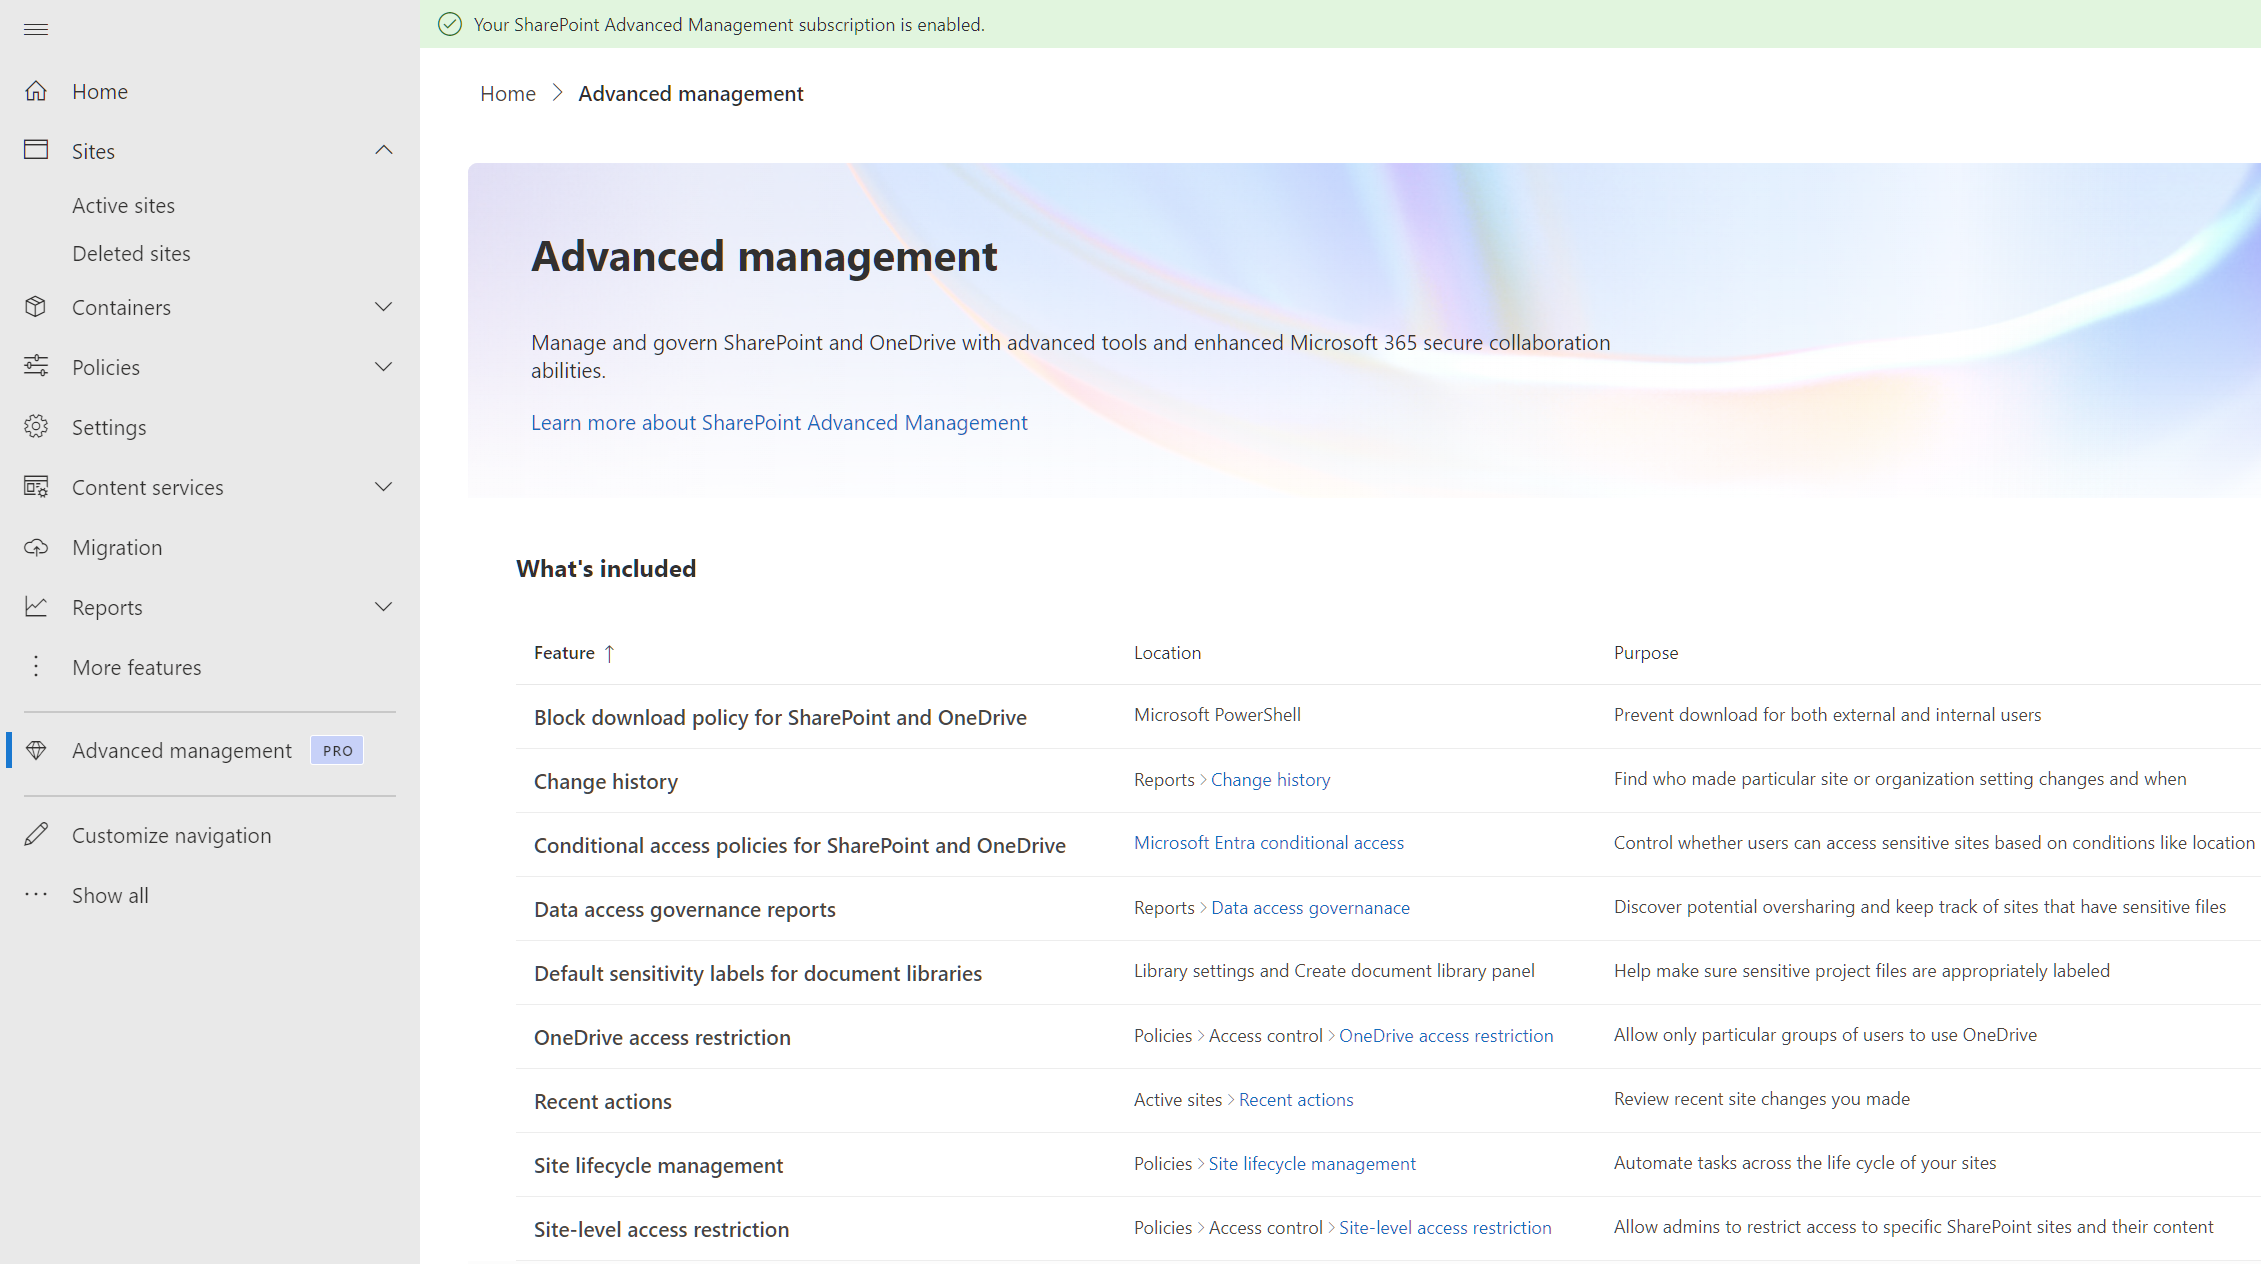 Your SharePoint Advanced Management subscription is enabled.
Home
Sites
Active sites
Deleted sites
Containers
Policies
Settings
Content services
Migration
Reports
More features
Advanced management PRO
Customize navigation
Show all
Home > Advanced management
Advanced management
Manage and govern SharePoint and OneDrive with advanced tools and enhanced Microsoft 365 secure collaboration
abilities.
Learn more about SharePoint Advanced Management
What's included
Feature ↑ Location Purpose
Block download policy for SharePoint and OneDrive Microsoft PowerShell Prevent download for both external and internal users
Change history Reports > Change history Find who made particular site or organization setting changes and when
Conditional access policies for SharePoint and OneDrive Microsoft Entra conditional access Control whether users can access sensitive sites based on conditions like location
Data access governance reports Reports > Data access governanace Discover potential oversharing and keep track of sites that have sensitive files
Default sensitivity labels for document libraries Library settings and Create document library panel Help make sure sensitive project files are appropriately labeled
OneDrive access restriction Policies > Access control > OneDrive access restriction Allow only particular groups of users to use OneDrive
Recent actions Active sites > Recent actions Review recent site changes you made
Site lifecycle management Policies > Site lifecycle management Automate tasks across the life cycle of your sites
Site-level access restriction Policies > Access control > Site-level access restriction Allow admins to restrict access to specific SharePoint sites and their content